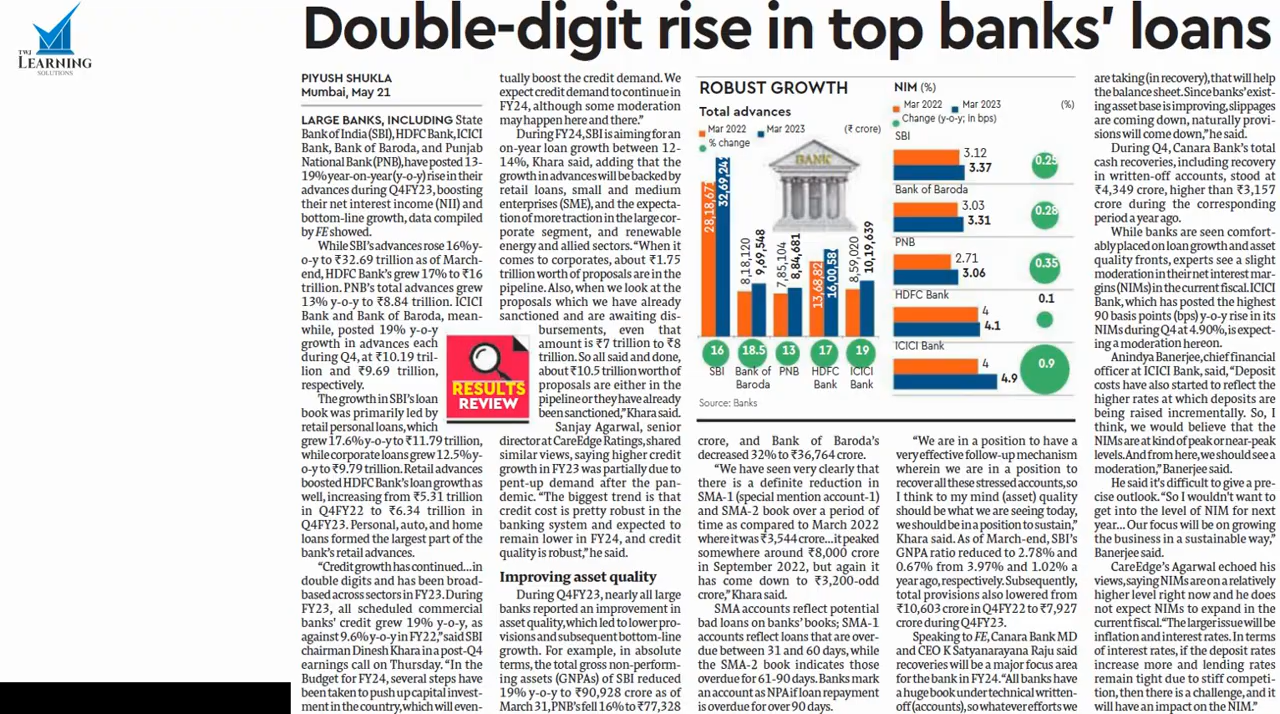 TWJ
LEARNING
SOLUTIONS
Double-digit rise in top banks' loans
PIYUSH SHUKLA
Mumbai, May 21
LARGE BANKS, INCLUDING State
Bank of India (SBI), HDFC Bank, ICICI
Bank, Bank of Baroda, and Punjab
National Bank (PNB), have posted 13-
19% year-on-year (y-o-y) rise in their
advances during Q4FY23, boosting
their net interest income (NII) and
bottom-line growth, data compiled
by FE showed.
While SBI's advances rose 16% y-
o-y to ₹32.69 trillion as of March-
end, HDFC Bank's grew 17% to ₹16
trillion. PNB's total advances grew
13% y-o-y to ₹8.84 trillion. ICICI
Bank and Bank of Baroda, mean-
while, posted 19% y-o-y
growth in advances each
during Q4, at ₹10.19 tril-
lion and ₹9.69 trillion,
respectively.
The growth in SBI's loan
book was primarily led by
retail personal loans, which
grew 17.6% y-o-y to ₹11.79 trillion,
while corporate loans grew 12.5% y-
o-y to ₹9.79 trillion. Retail advances
boosted HDFC Bank's loan growth as
well, increasing from ₹5.31 trillion
in Q4FY22 to ₹6.34 trillion in
Q4FY23. Personal, auto, and home
loans formed the largest part of the
bank's retail advances.
"Credit growth has continued...in
double digits and has been broad-
based across sectors in FY23. During
FY23, all scheduled commercial
banks' credit grew 19% y-o-y, as
against 9.6% y-o-y in FY22," said SBI
chairman Dinesh Khara in a post-Q4
earnings call on Thursday. "In the
Budget for FY24, several steps have
been taken to push up capital invest-
ment in the country, which will even-
tually boost the credit demand. We
expect credit demand to continue in
FY24, although some moderation
may happen here and there."
During FY24, SBI is aiming for an
on-year loan growth between 12-
14%, Khara said, adding that the
growth in advances will be backed by
retail loans, small and medium
enterprises (SME), and the expecta-
tion of more traction in the large cor-
porate segment, and renewable
energy and allied sectors. "When it
comes to corporates, about ₹1.75
trillion worth of proposals are in the
pipeline. Also, when we look at the
proposals which we have already
sanctioned and are awaiting dis-
bursements, even that
amount is ₹7 trillion to ₹8
trillion. So all said and done,
about ₹10.5 trillion worth of
proposals are either in the
pipeline or they have already
been sanctioned," Khara said.
Sanjay Agarwal, senior
director at CareEdge Ratings, shared
similar views, saying higher credit
growth in FY23 was partially due to
pent-up demand after the pan-
demic. "The biggest trend is that
credit cost is pretty robust in the
banking system and expected to
remain lower in FY24, and credit
quality is robust," he said.
Improving asset quality
During Q4FY23, nearly all large
banks reported an improvement in
asset quality, which led to lower pro-
visions and subsequent bottom-line
growth. For example, in absolute
terms, the total gross non-perform-
ing assets (GNPAs) of SBI reduced
19% y-o-y to ₹90,928 crore as of
March 31, PNB's fell 16% to ₹77,328
RESULTS
REVIEW
ROBUST GROWTH
Total advances
Mar 2022 Mar 2023 (₹ crore)
% change
BANK
28,18,671
32,69,242
8,18,120
9,69,548
7,85,104
8,84,681
13,68,82
16,00,58
8,59,020
10,19,639
16 18.5 13 17 19
SBI Bank of Baroda PNB HDFC Bank ICICI Bank
Source: Banks
NIM (%)
Mar 2022 Mar 2023 (%)
Change (y-o-y; In bps)
SBI
3.12
3.37
0.25
Bank of Baroda
3.03
3.31
0.28
PNB
2.71
3.06
0.35
HDFC Bank
4
4.1
0.1
ICICI Bank
4
4.9
0.9
crore, and Bank of Baroda's
decreased 32% to ₹36,764 crore.
"We have seen very clearly that
there is a definite reduction in
SMA-1 (special mention account-1)
and SMA-2 book over a period of
time as compared to March 2022
where it was ₹3,544 crore...it peaked
somewhere around ₹8,000 crore
in September 2022, but again it
has come down to ₹3,200-odd
crore," Khara said.
SMA accounts reflect potential
bad loans on banks' books; SMA-1
accounts reflect loans that are over-
due between 31 and 60 days, while
the SMA-2 book indicates those
overdue for 61-90 days. Banks mark
an account as NPA if loan repayment
is overdue for over 90 days.
"We are in a position to have a
very effective follow-up mechanism
wherein we are in a position to
recover all these stressed accounts, so
I think to my mind (asset) quality
should be what we are seeing today,
we should be in a position to sustain,"
Khara said. As of March-end, SBI's
GNPA ratio reduced to 2.78% and
0.67% from 3.97% and 1.02% a
year ago, respectively. Subsequently,
total provisions also lowered from
₹10,603 crore in Q4FY22 to ₹7,927
crore during Q4FY23.
Speaking to FE, Canara Bank MD
and CEO K Satyanarayana Raju said
recoveries will be a major focus area
for the bank in FY24. "All banks have
a huge book under technical written-
off (accounts), so whatever efforts we
are taking (in recovery), that will help
the balance sheet. Since banks' exist-
ing asset base is improving, slippages
are coming down, naturally provi-
sions will come down," he said.
During Q4, Canara Bank's total
cash recoveries, including recovery
in written-off accounts, stood at
₹4,349 crore, higher than ₹3,157
crore during the corresponding
period a year ago.
While banks are seen comfort-
ably placed on loan growth and asset
quality fronts, experts see a slight
moderation in their net interest mar-
gins (NIMs) in the current fiscal. ICICI
Bank, which has posted the highest
90 basis points (bps) y-o-y rise in its
NIMs during Q4 at 4.90%, is expect-
ing a moderation hereon.
Anindya Banerjee, chief financial
officer at ICICI Bank, said, "Deposit
costs have also started to reflect the
higher rates at which deposits are
being raised incrementally. So, I
think, we would believe that the
NIMs are at kind of peak or near-peak
levels. And from here, we should see a
moderation," Banerjee said.
He said it's difficult to give a pre-
cise outlook. "So I wouldn't want to
get into the level of NIM for next
year... Our focus will be on growing
the business in a sustainable way,"
Banerjee said.
CareEdge's Agarwal echoed his
views, saying NIMs are on a relatively
higher level right now and he does
not expect NIMs to expand in the
current fiscal. "The larger issue will be
inflation and interest rates. In terms
of interest rates, if the deposit rates
increase more and lending rates
remain tight due to stiff competi-
tion, then there is a challenge, and it
will have an impact on the NIM."